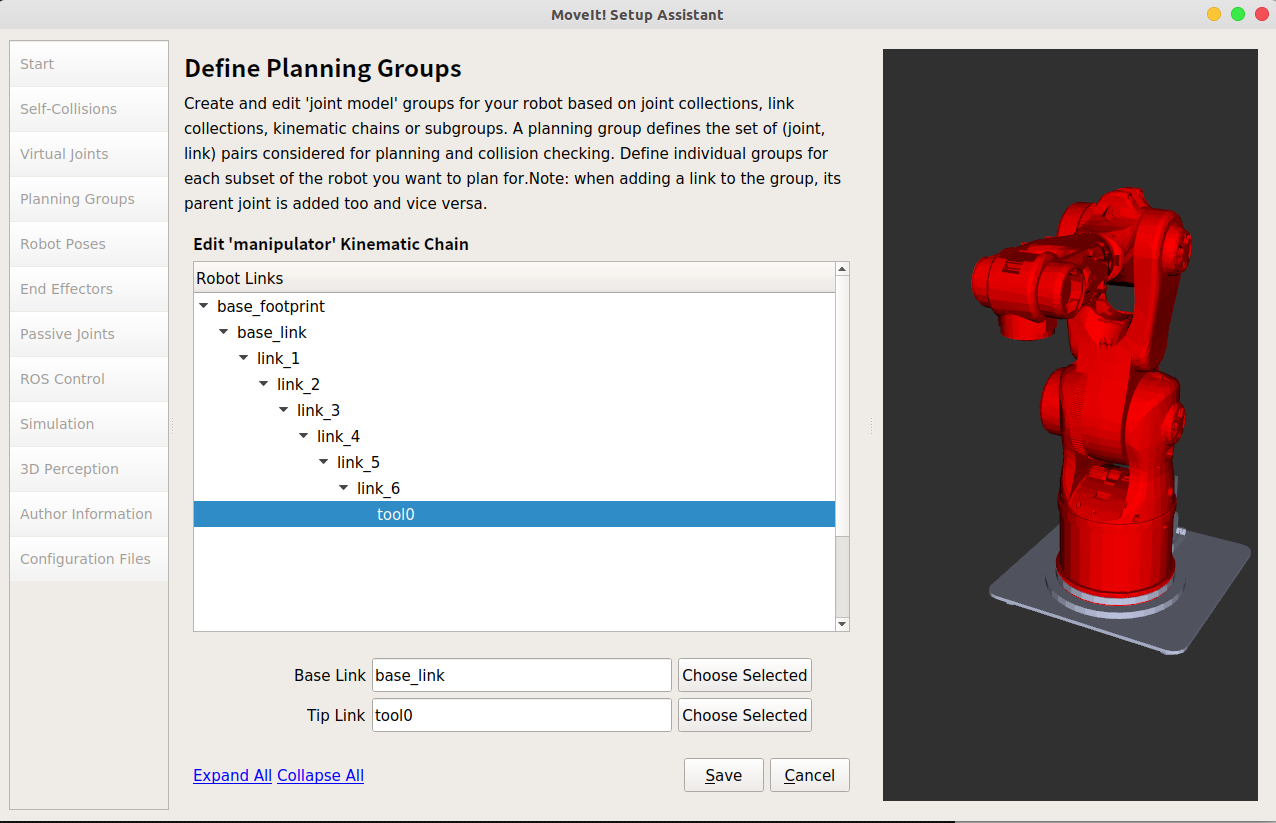 MoveIt! Setup Assistant
Start
Self-Collisions
Virtual Joints
Planning Groups
Robot Poses
End Effectors
Passive Joints
ROS Control
Simulation
3D Perception
Author Information
Configuration Files
Define Planning Groups
Create and edit 'joint model' groups for your robot based on joint collections, link
collections, kinematic chains or subgroups. A planning group defines the set of (joint,
link) pairs considered for planning and collision checking. Define individual groups for
each subset of the robot you want to plan for.Note: when adding a link to the group, its
parent joint is added too and vice versa.
Edit 'manipulator' Kinematic Chain
Robot Links
base_footprint
base_link
link_1
link_2
link_3
link_4
link_5
link_6
tool0
Base Link base_link Choose Selected
Tip Link tool0 Choose Selected
Expand All Collapse All Save Cancel